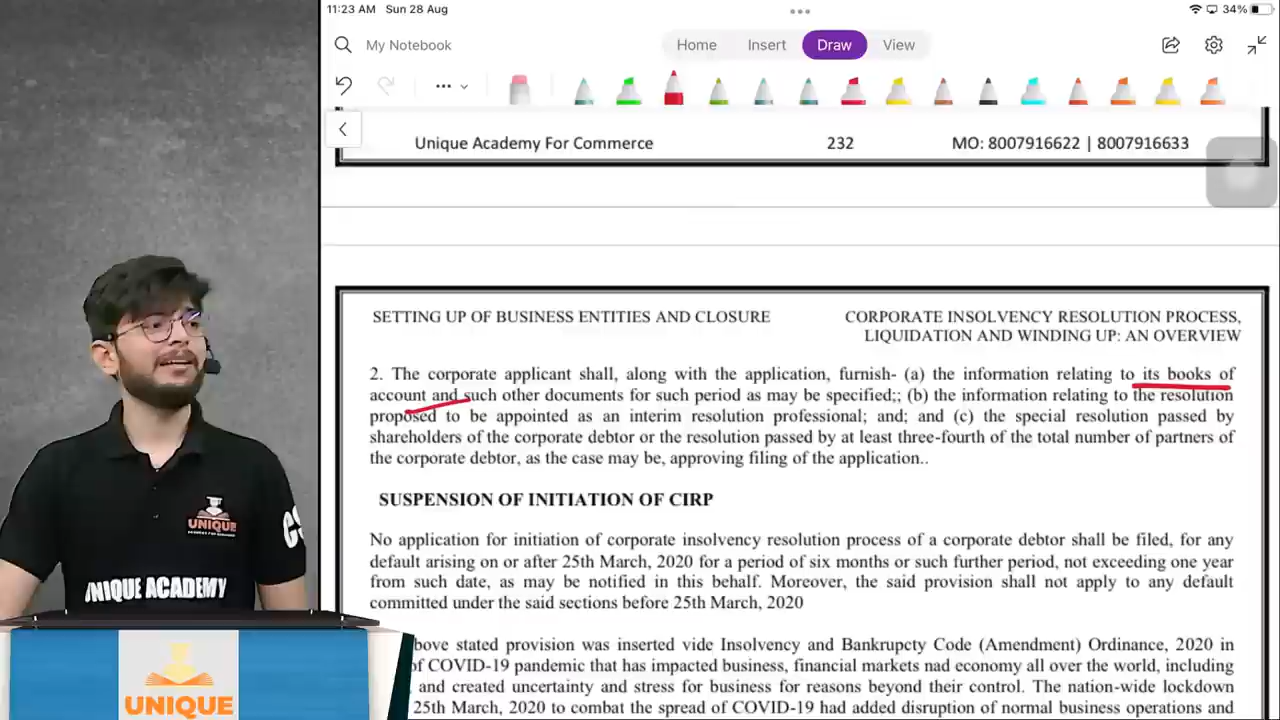 11:23 AM Sun 28 Aug
34%
My Notebook
Home Insert Draw View
Unique Academy For Commerce 232 MO: 8007916622 | 8007916633
SETTING UP OF BUSINESS ENTITIES AND CLOSURE
CORPORATE INSOLVENCY RESOLUTION PROCESS,
LIQUIDATION AND WINDING UP: AN OVERVIEW
2. The corporate applicant shall, along with the application, furnish- (a) the information relating to its books of
account and such other documents for such period as may be specified;; (b) the information relating to the resolution
proposed to be appointed as an interim resolution professional; and; and (c) the special resolution passed by
shareholders of the corporate debtor or the resolution passed by at least three-fourth of the total number of partners of
the corporate debtor, as the case may be, approving filing of the application..
SUSPENSION OF INITIATION OF CIRP
No application for initiation of corporate insolvency resolution process of a corporate debtor shall be filed, for any
default arising on or after 25th March, 2020 for a period of six months or such further period, not exceeding one year
from such date, as may be notified in this behalf. Moreover, the said provision shall not apply to any default
committed under the said sections before 25th March, 2020
bove stated provision was inserted vide Insolvency and Bankrupcty Code (Amendment) Ordinance, 2020 in
of COVID-19 pandemic that has impacted business, financial markets nad economy all over the world, including
and created uncertainty and stress for business for reasons beyond their control. The nation-wide lockdown
25th March, 2020 to combat the spread of COVID-19 had added disruption of normal business operations and
UNIQUE
UNIQUE ACADEMY
UNIQUE